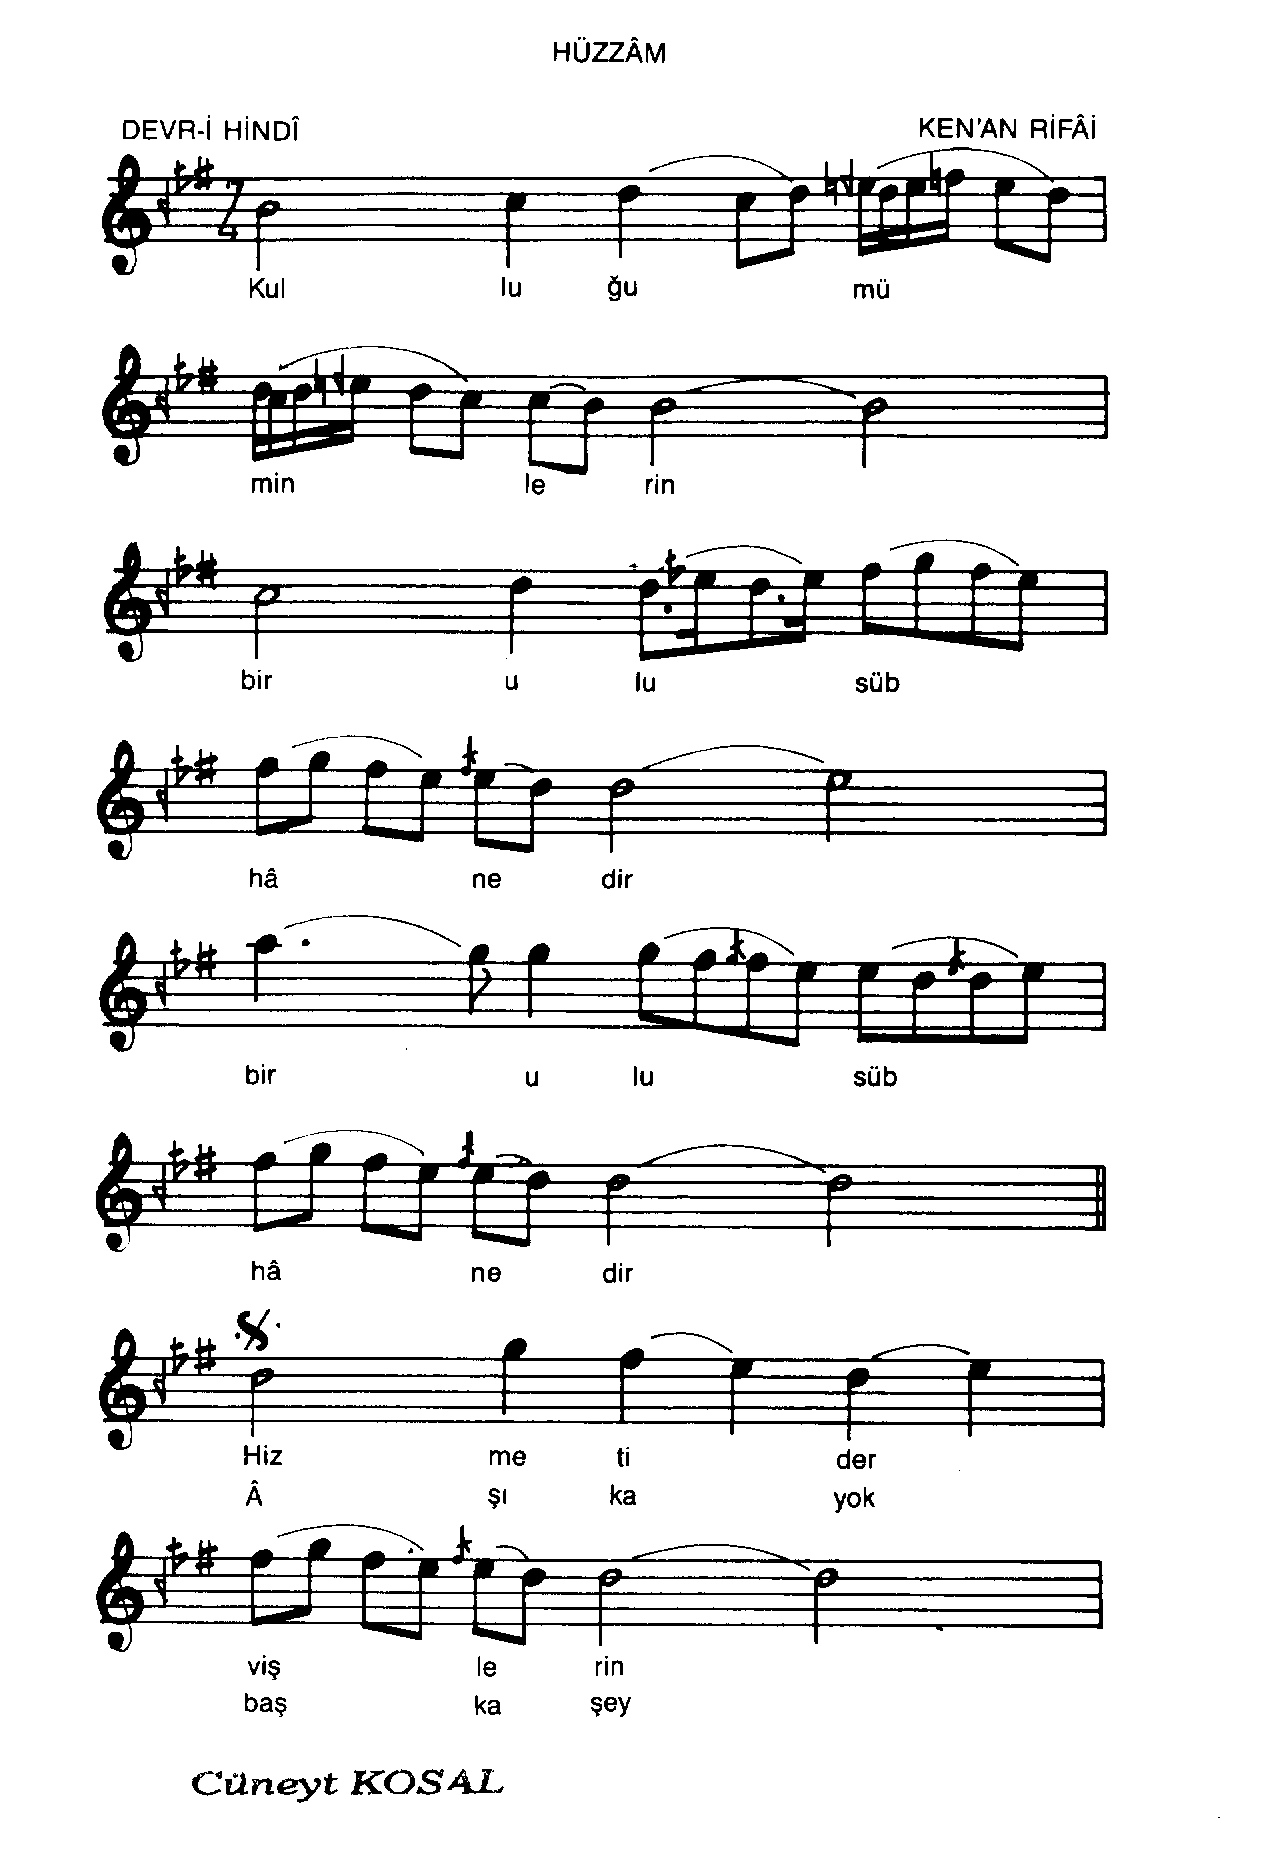 HÜZZÂM
DEVR-İ HİNDÎ KEN'AN RİFÂİ
7
4
Kul lu ğu mü
min le rin
bir u lu süb
hâ ne dir
bir u lu süb
hâ ne dir
Hiz me ti der
 şı ka yok
viş le rin
baş ka şey
Cüneyt KOSAL